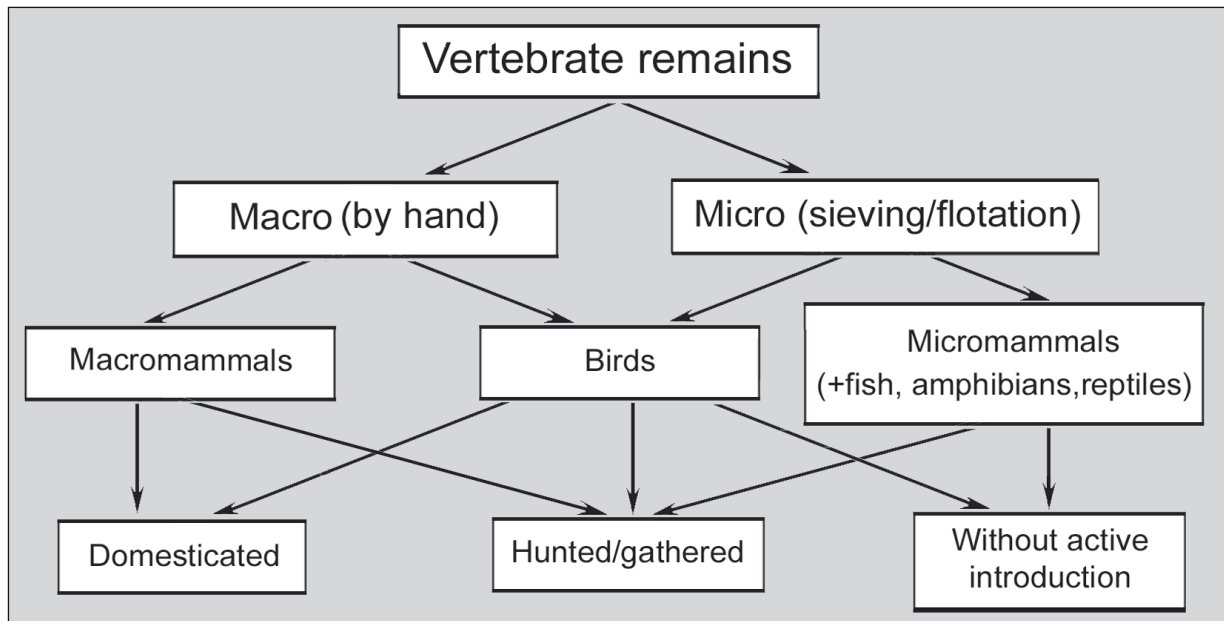 Vertebrate remains
Macro (by hand)
Micro (sieving/flotation)
Macromammals
Birds
Micromammals
(+fish, amphibians,reptiles)
Domesticated
Hunted/gathered
Without active
introduction